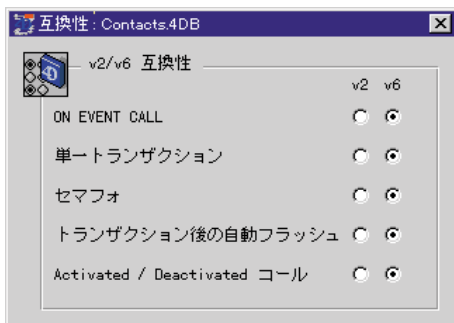 互換性 : Contacts.4DB
v2/v6 互換性
v2 v6
ON EVENT CALL
単一トランザクション
セマフォ
トランザクション後の自動フラッシュ
Activated / Deactivated コール